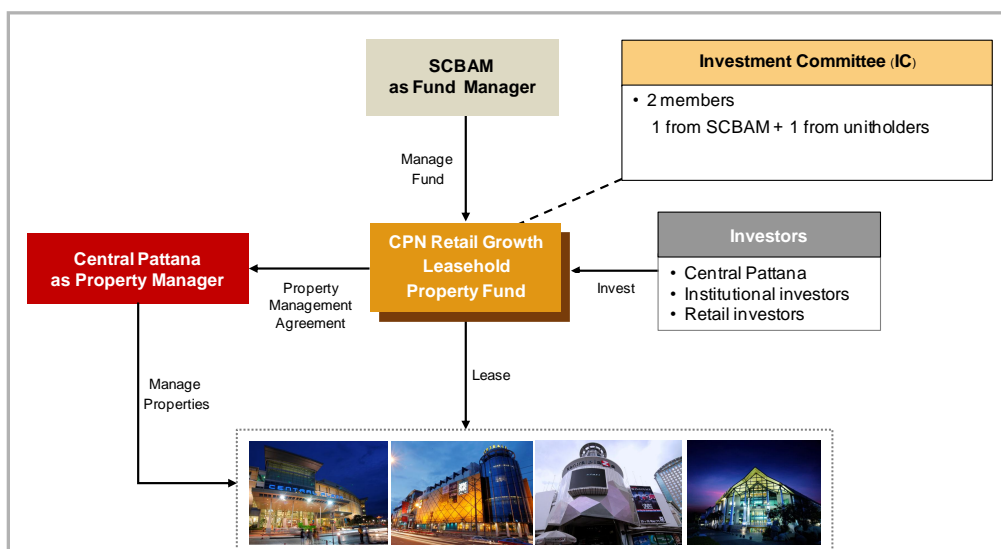 SCBAM
as Fund Manager
Investment Committee (IC)
• 2 members
1 from SCBAM + 1 from unitholders
Manage
Fund
CPN Retail Growth
Leasehold
Property Fund
Investors
• Central Pattana
• Institutional investors
• Retail investors
Invest
Central Pattana
as Property Manager
Property
Management
Agreement
Lease
Manage
Properties